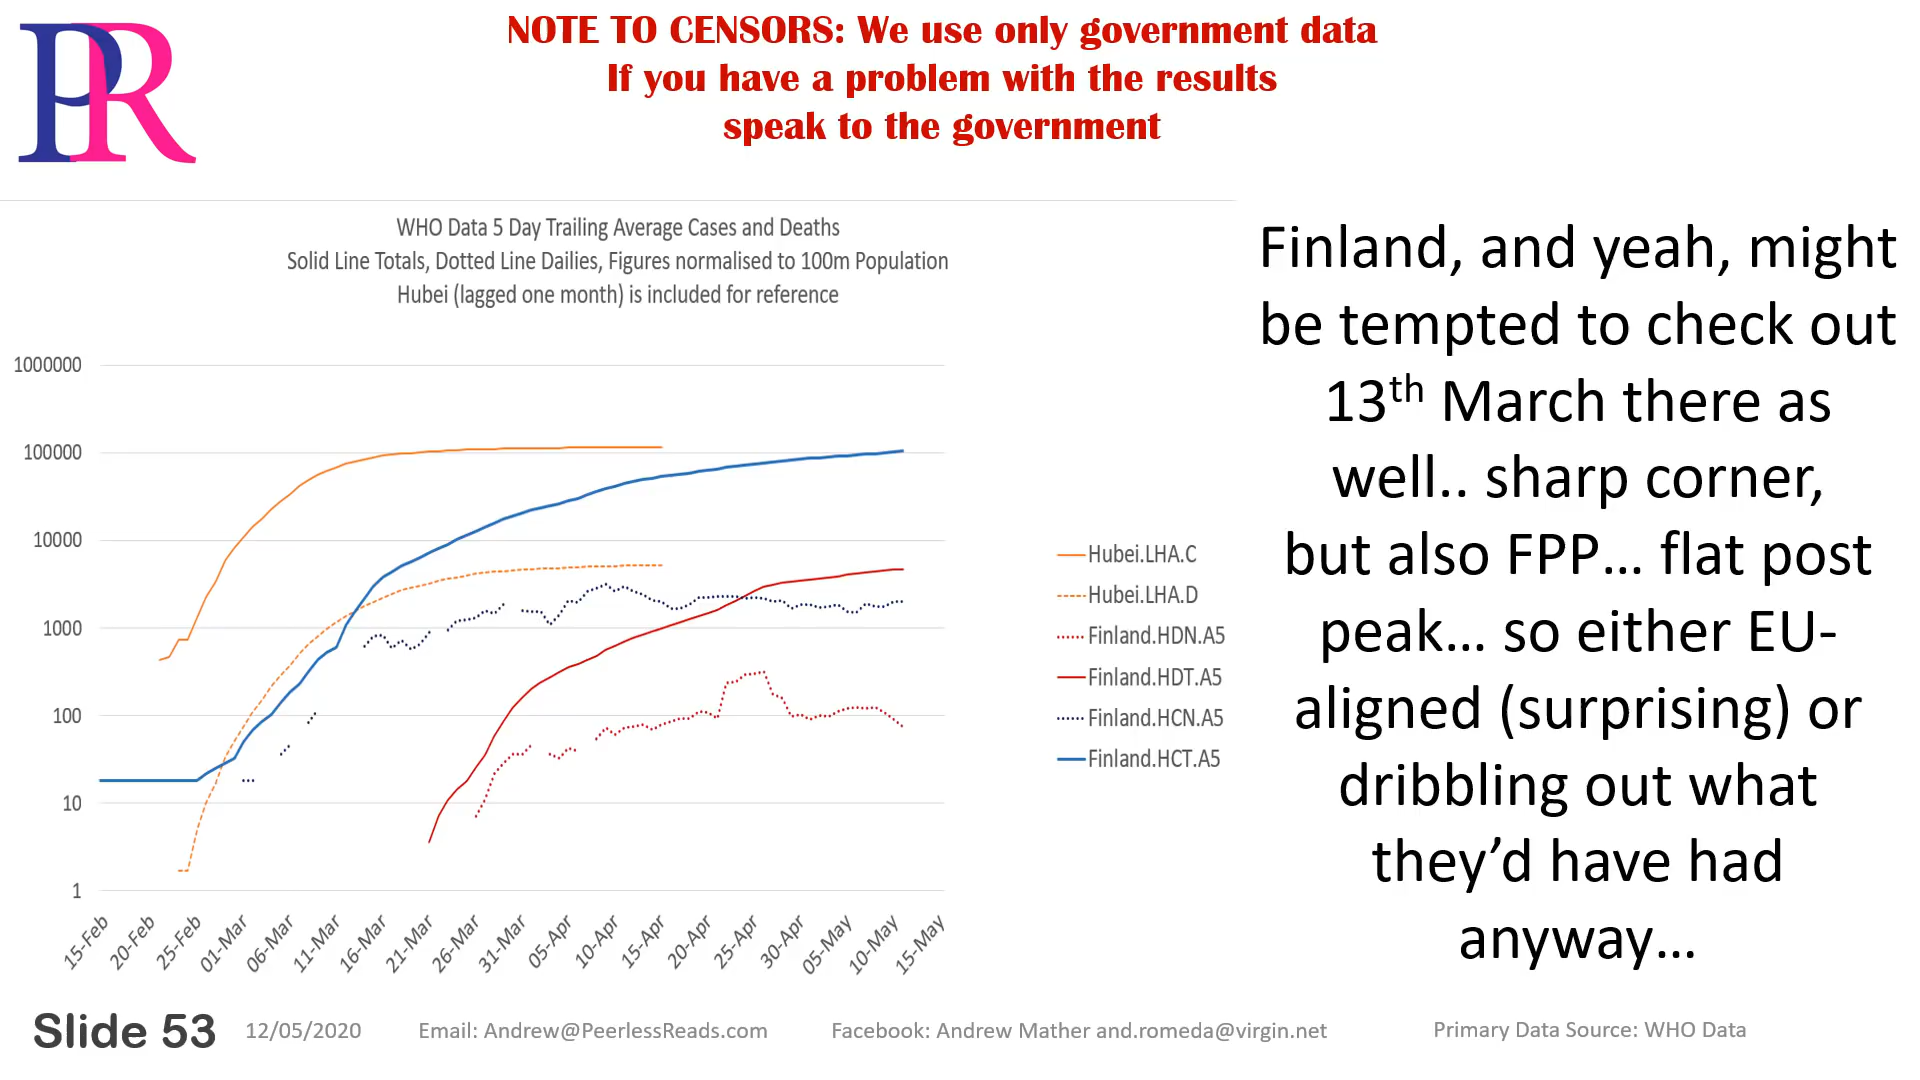 PR
NOTE TO CENSORS: We use only government data
If you have a problem with the results
speak to the government
WHO Data 5 Day Trailing Average Cases and Deaths
Solid Line Totals, Dotted Line Dailies, Figures normalised to 100m Population
Hubei (lagged one month) is included for reference
1000000
100000
10000
1000
100
10
1
15-Feb
20-Feb
25-Feb
01-Mar
06-Mar
11-Mar
16-Mar
21-Mar
26-Mar
31-Mar
05-Apr
10-Apr
15-Apr
20-Apr
25-Apr
30-Apr
05-May
10-May
15-May
Hubei.LHA.C
Hubei.LHA.D
Finland.HDN.A5
Finland.HDT.A5
Finland.HCN.A5
Finland.HCT.A5
Finland, and yeah, might
be tempted to check out
13th March there as
well.. sharp corner,
but also FPP... flat post
peak... so either EU-
aligned (surprising) or
dribbling out what
they’d have had
anyway...
Slide 53
12/05/2020
Email: Andrew@PeerlessReads.com
Facebook: Andrew Mather and.romeda@virgin.net
Primary Data Source: WHO Data